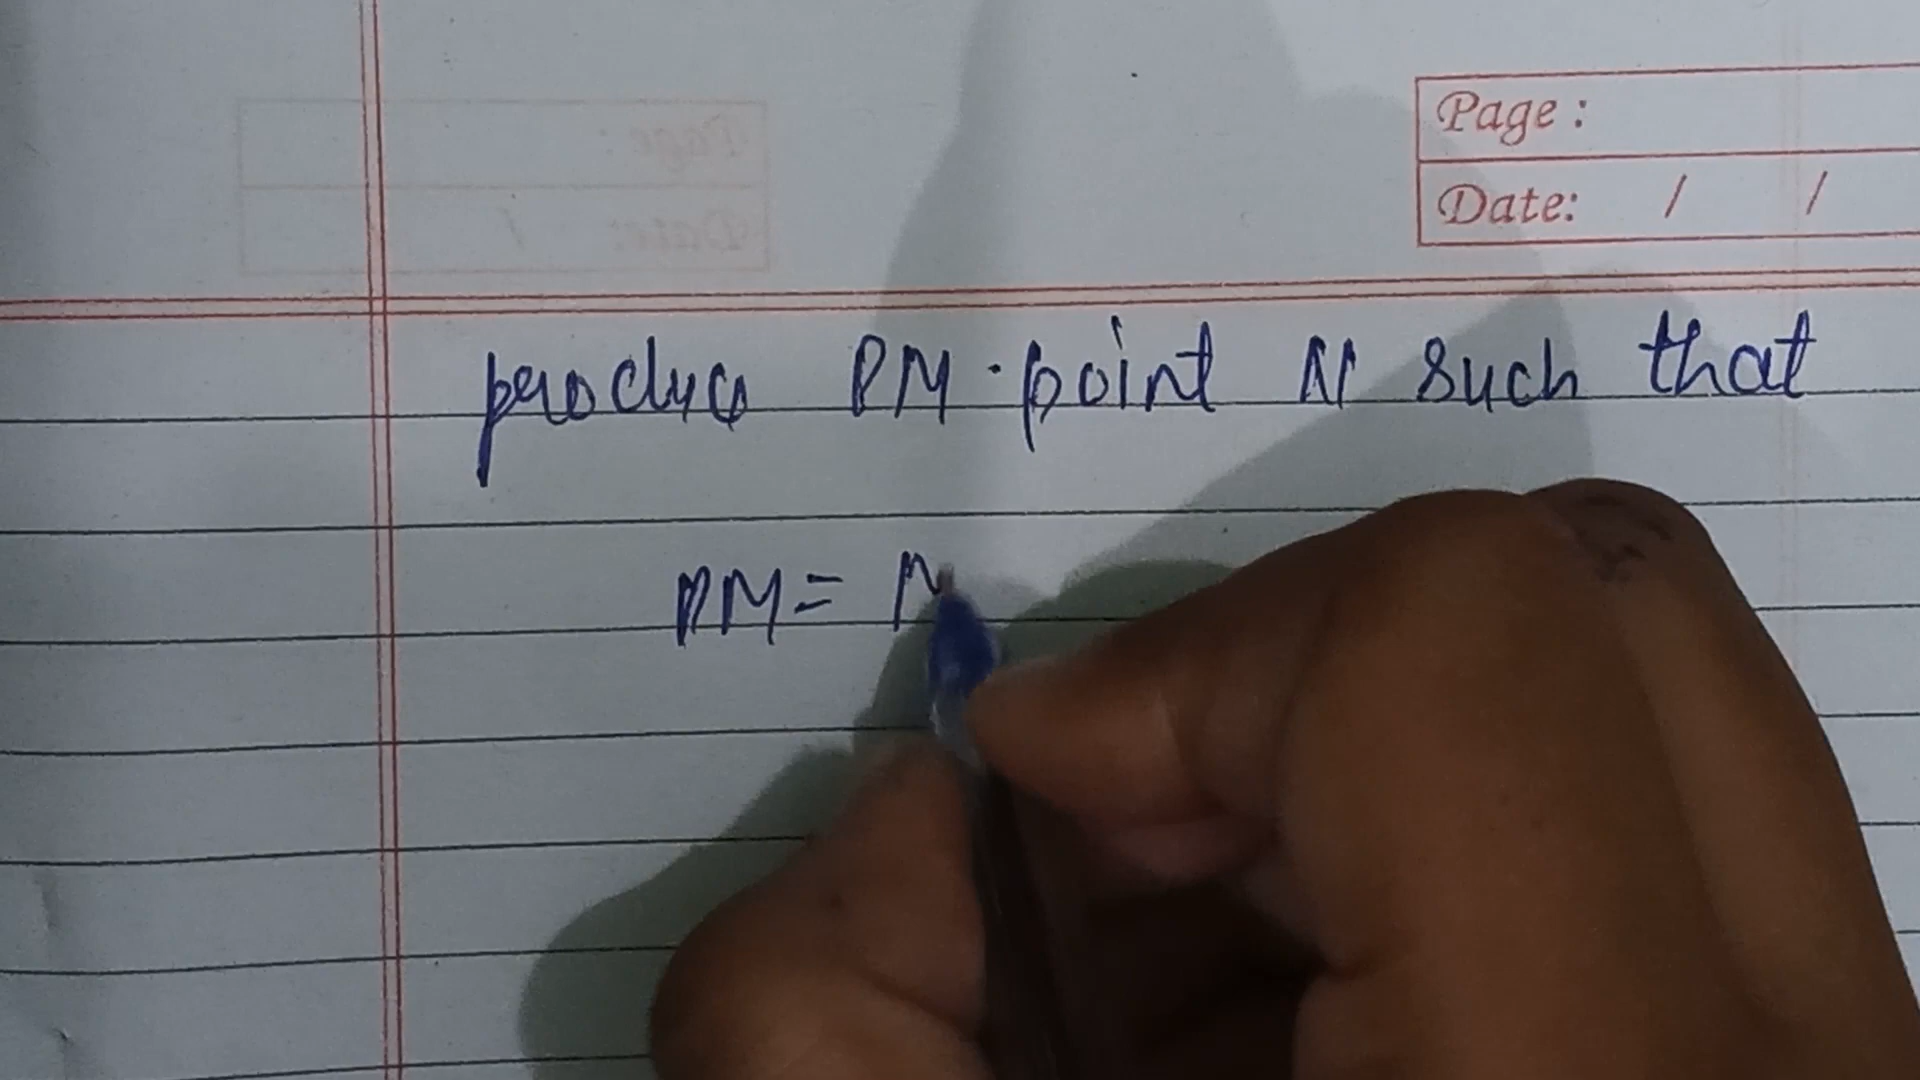 Page :
Date: / /
produce PM. point N such that
PM = M